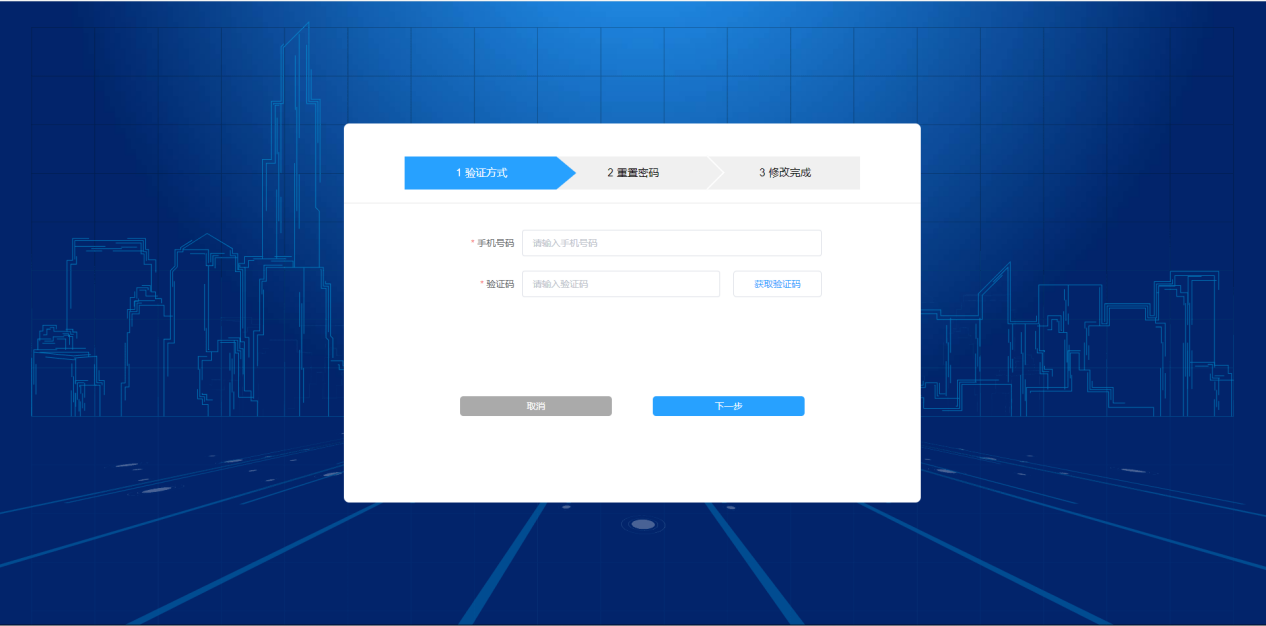 1 验证方式 2 重置密码 3 修改完成
* 手机号码 请输入手机号码
* 验证码 请输入验证码 获取验证码
取消 下一步